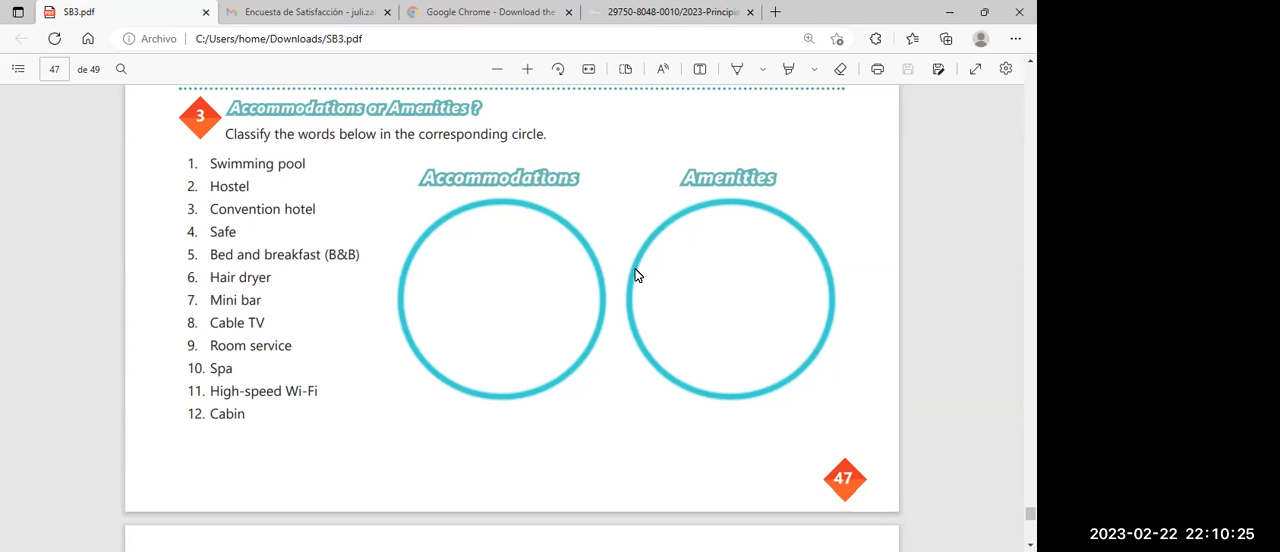 SB3.pdf
Encuesta de Satisfacción - juli.za
Google Chrome - Download the
29750-8048-0010/2023-Principi
Archivo
C:/Users/home/Downloads/SB3.pdf
47
de 49
3
Accommodations or Amenities ?
Classify the words below in the corresponding circle.
1. Swimming pool
2. Hostel
3. Convention hotel
4. Safe
5. Bed and breakfast (B&B)
6. Hair dryer
7. Mini bar
8. Cable TV
9. Room service
10. Spa
11. High-speed Wi-Fi
12. Cabin
Accommodations
Amenities
47
2023-02-22 22:10:25